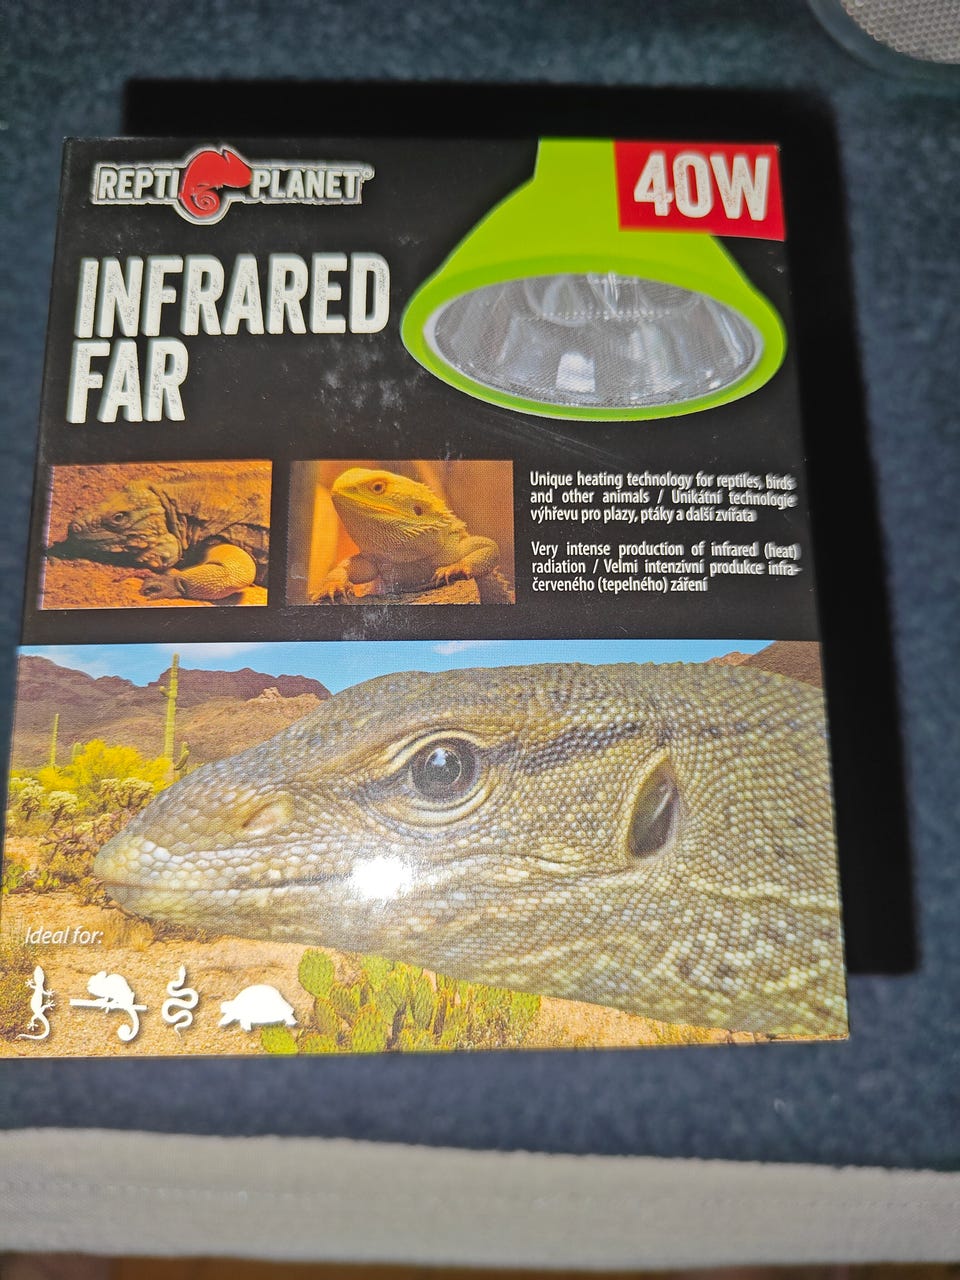 REPTI PLANET®
40W
INFRARED
FAR
Unique heating technology for reptiles, birds
and other animals / Unikátní technologie
výhřevu pro plazy, ptáky a další zvířata
Very intense production of infrared (heat)
radiation / Velmi intenzivní produkce infra-
červeného (tepelného) záření
Ideal for: